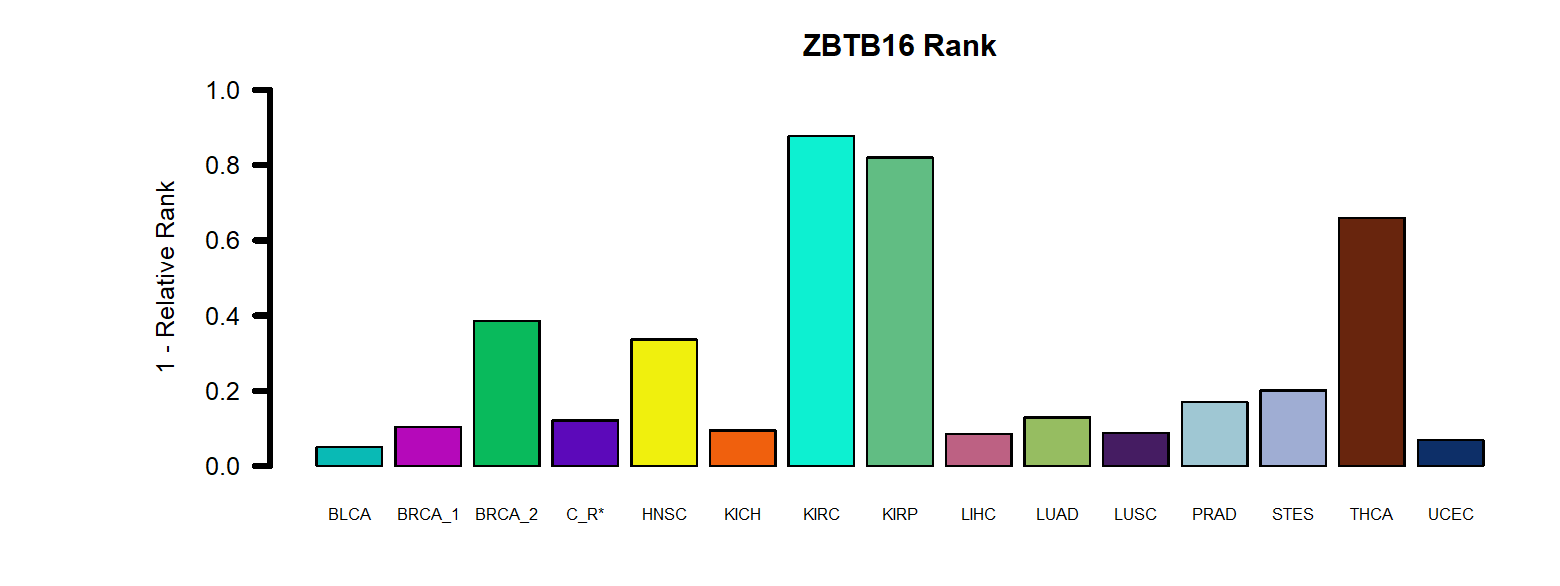 ZBTB16 Rank
1 - Relative Rank
1.0
0.8
0.6
0.4
0.2
0.0
BLCA BRCA_1 BRCA_2 C_R* HNSC KICH KIRC KIRP LIHC LUAD LUSC PRAD STES THCA UCEC